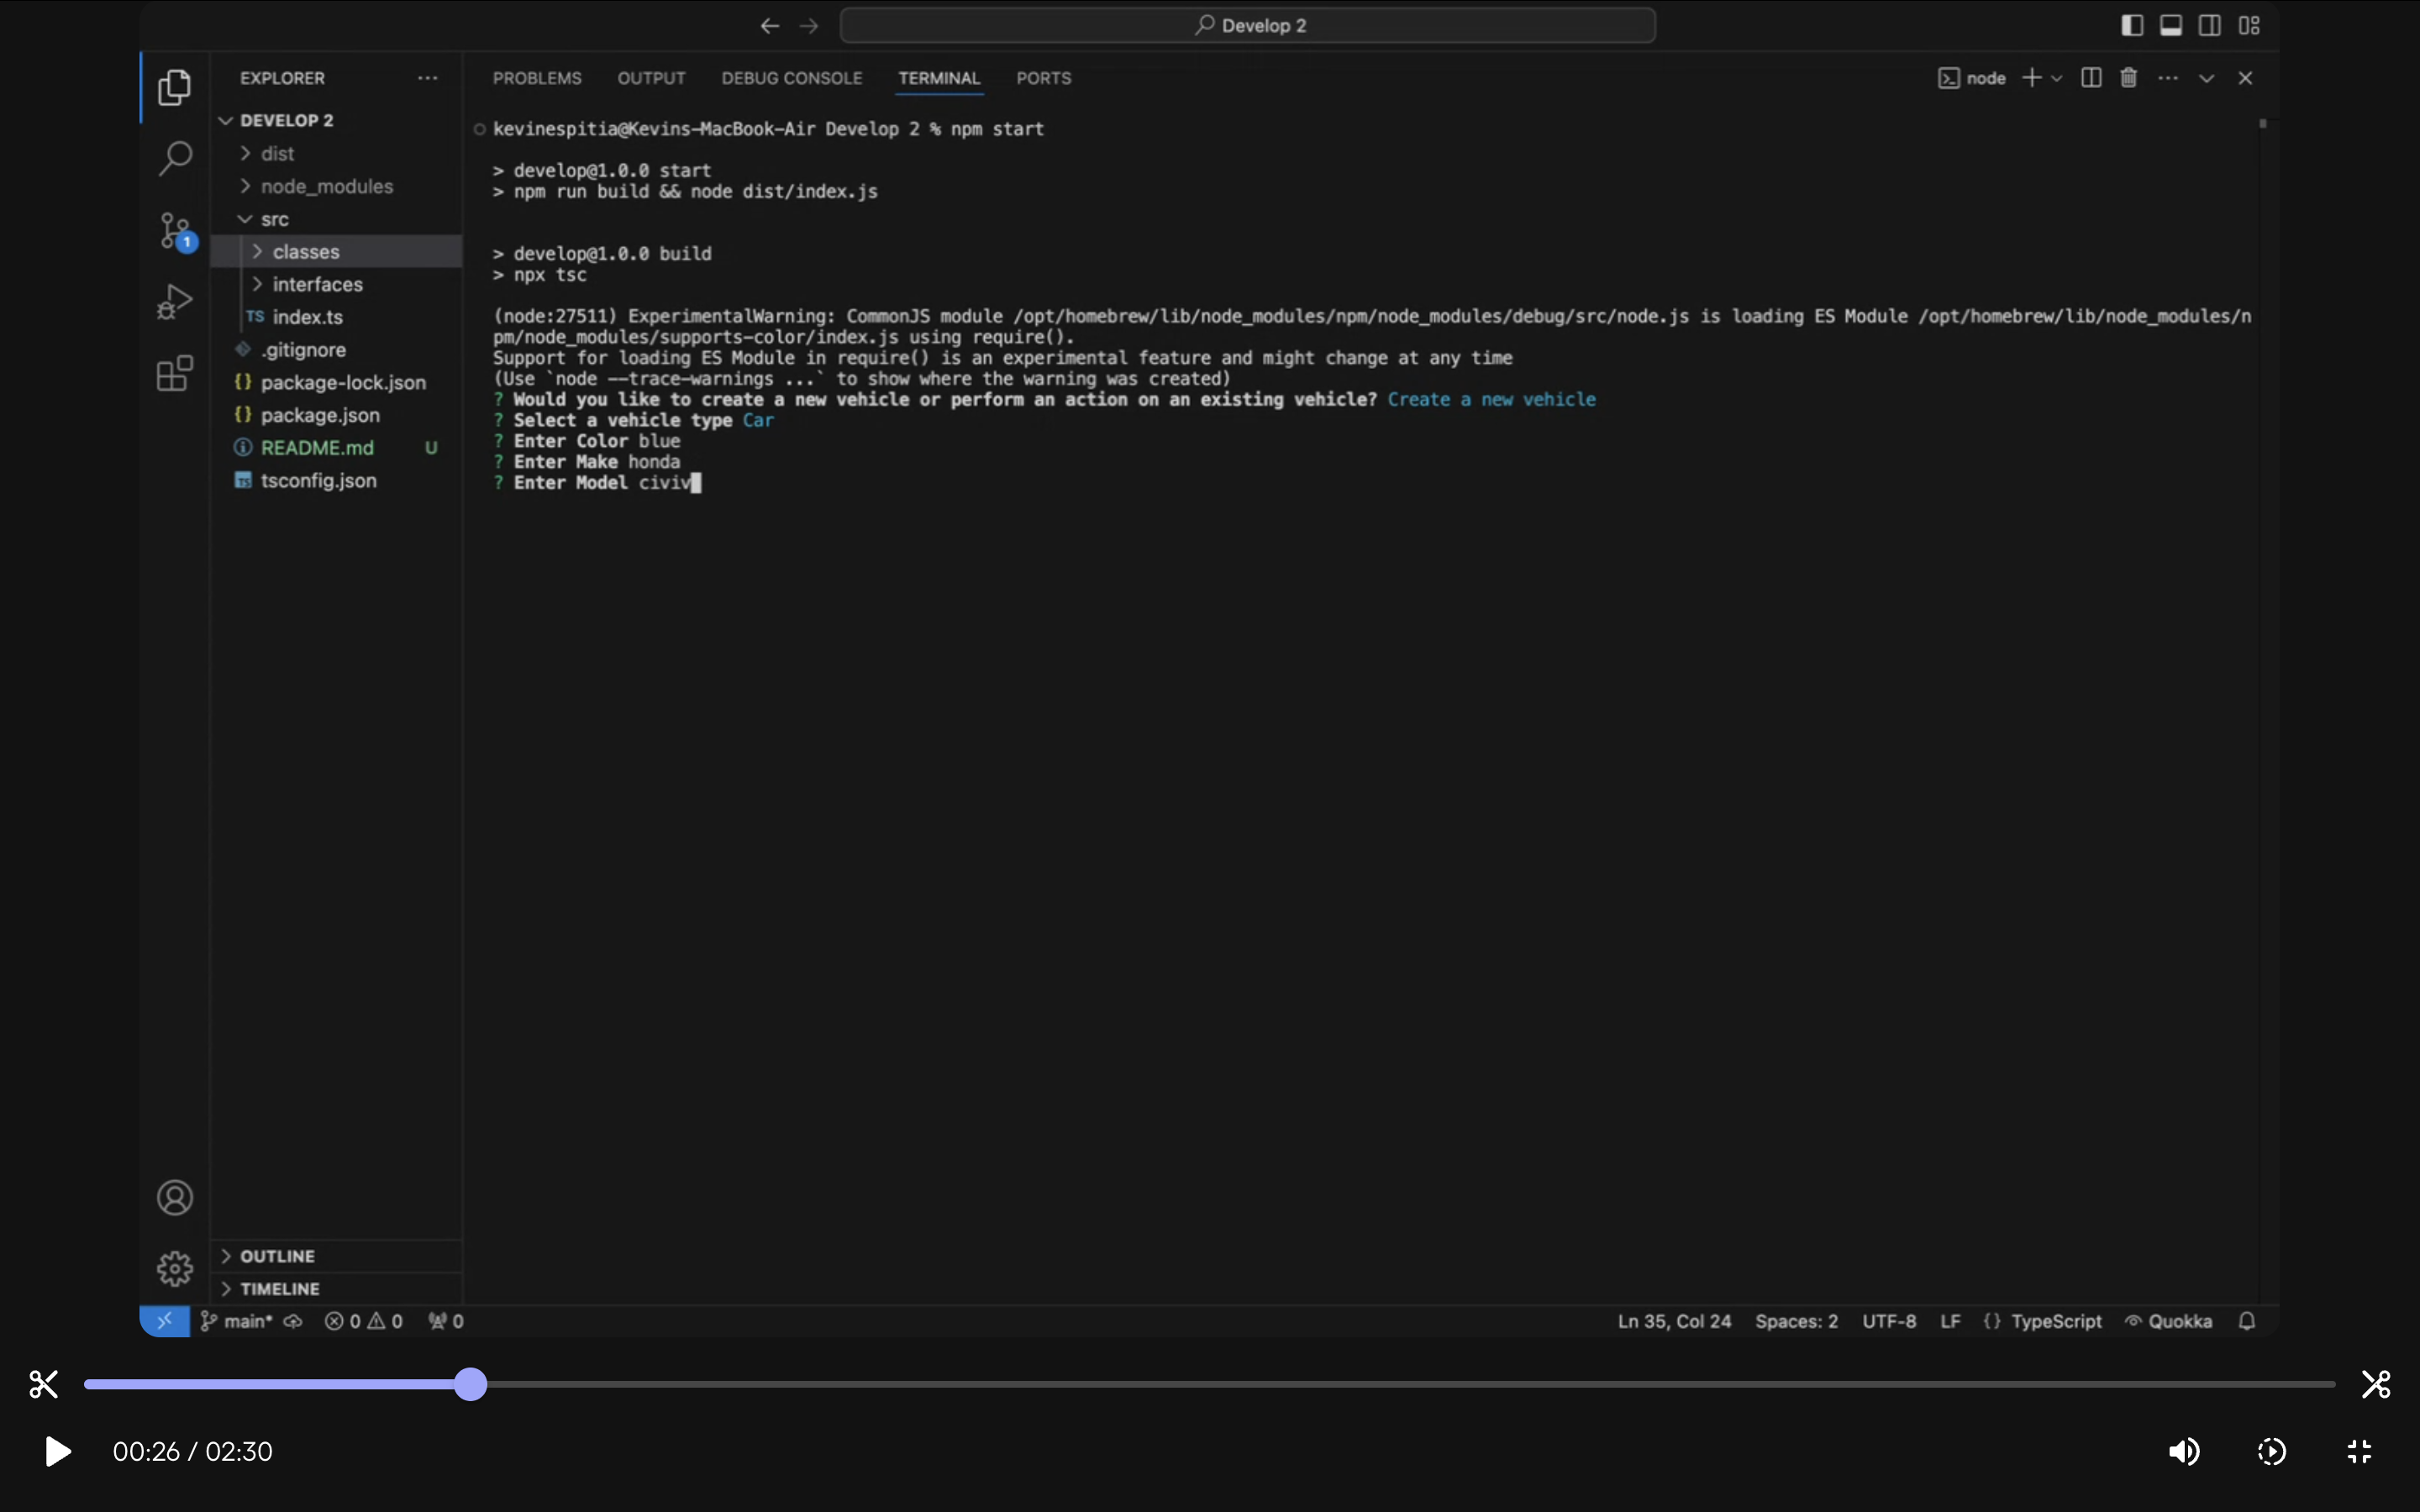 Develop 2
EXPLORER
DEVELOP 2
dist
node_modules
src
classes
interfaces
TS index.ts
.gitignore
{} package-lock.json
{} package.json
README.md U
TS tsconfig.json
OUTLINE
TIMELINE
1
PROBLEMS OUTPUT DEBUG CONSOLE TERMINAL PORTS
node
kevinespitia@Kevins-MacBook-Air Develop 2 % npm start
> develop@1.0.0 start
> npm run build && node dist/index.js
> develop@1.0.0 build
> npx tsc
(node:27511) ExperimentalWarning: CommonJS module /opt/homebrew/lib/node_modules/npm/node_modules/debug/src/node.js is loading ES Module /opt/homebrew/lib/node_modules/n
pm/node_modules/supports-color/index.js using require().
Support for loading ES Module in require() is an experimental feature and might change at any time
(Use `node --trace-warnings ...` to show where the warning was created)
? Would you like to create a new vehicle or perform an action on an existing vehicle? Create a new vehicle
? Select a vehicle type Car
? Enter Color blue
? Enter Make honda
? Enter Model civiv
main* 0 0 0
Ln 35, Col 24 Spaces: 2 UTF-8 LF {} TypeScript Quokka
00:26 / 02:30